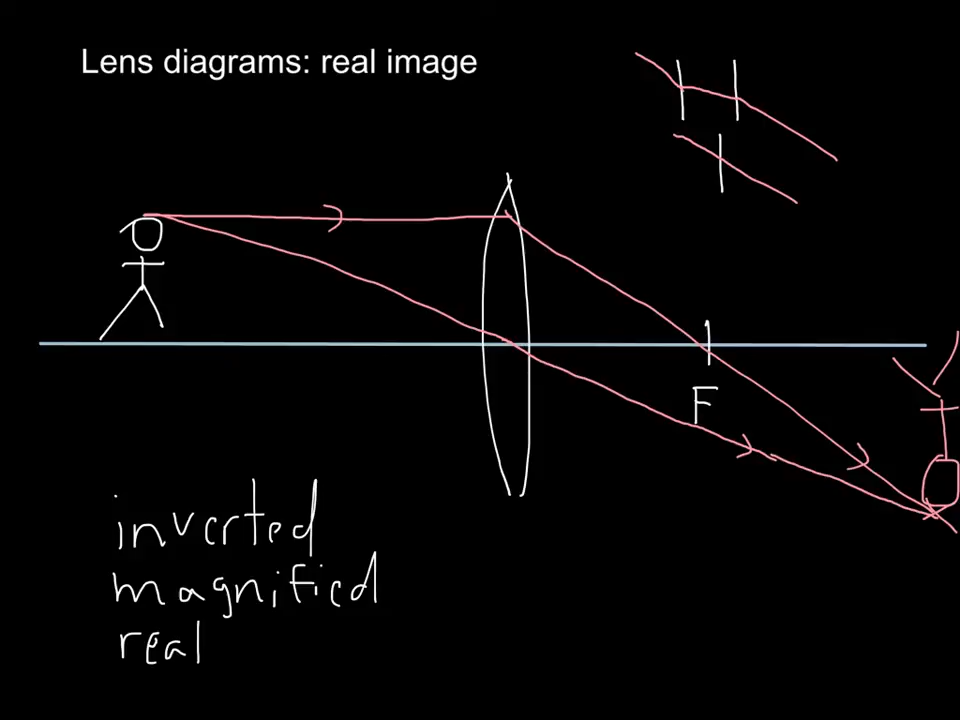 Lens diagrams: real image
F
inverted
magnified
real